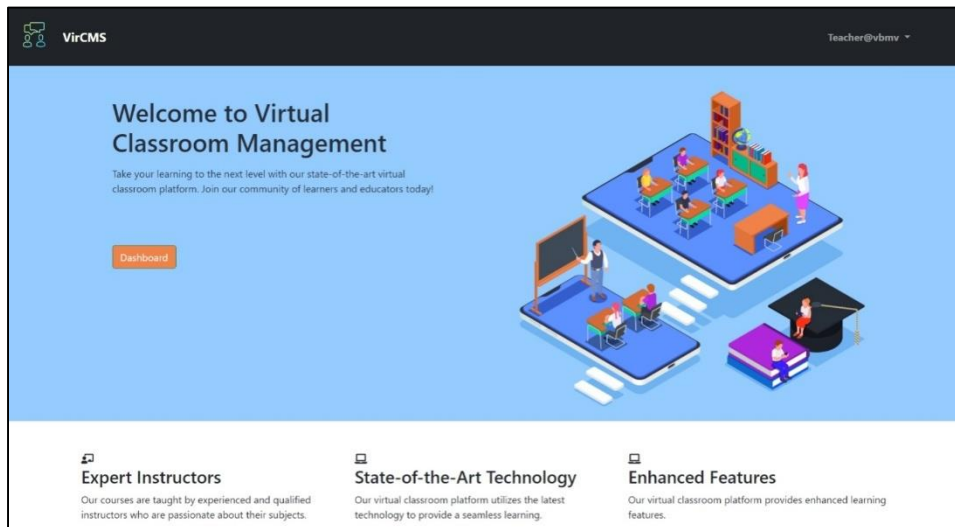 VirCMS
Teacher@vbmv
Welcome to Virtual
Classroom Management
Take your learning to the next level with our state-of-the-art virtual
classroom platform. Join our community of learners and educators today!
Dashboard
Expert Instructors
Our courses are taught by experienced and qualified
instructors who are passionate about their subjects.
State-of-the-Art Technology
Our virtual classroom platform utilizes the latest
technology to provide a seamless learning.
Enhanced Features
Our virtual classroom platform provides enhanced learning
features.